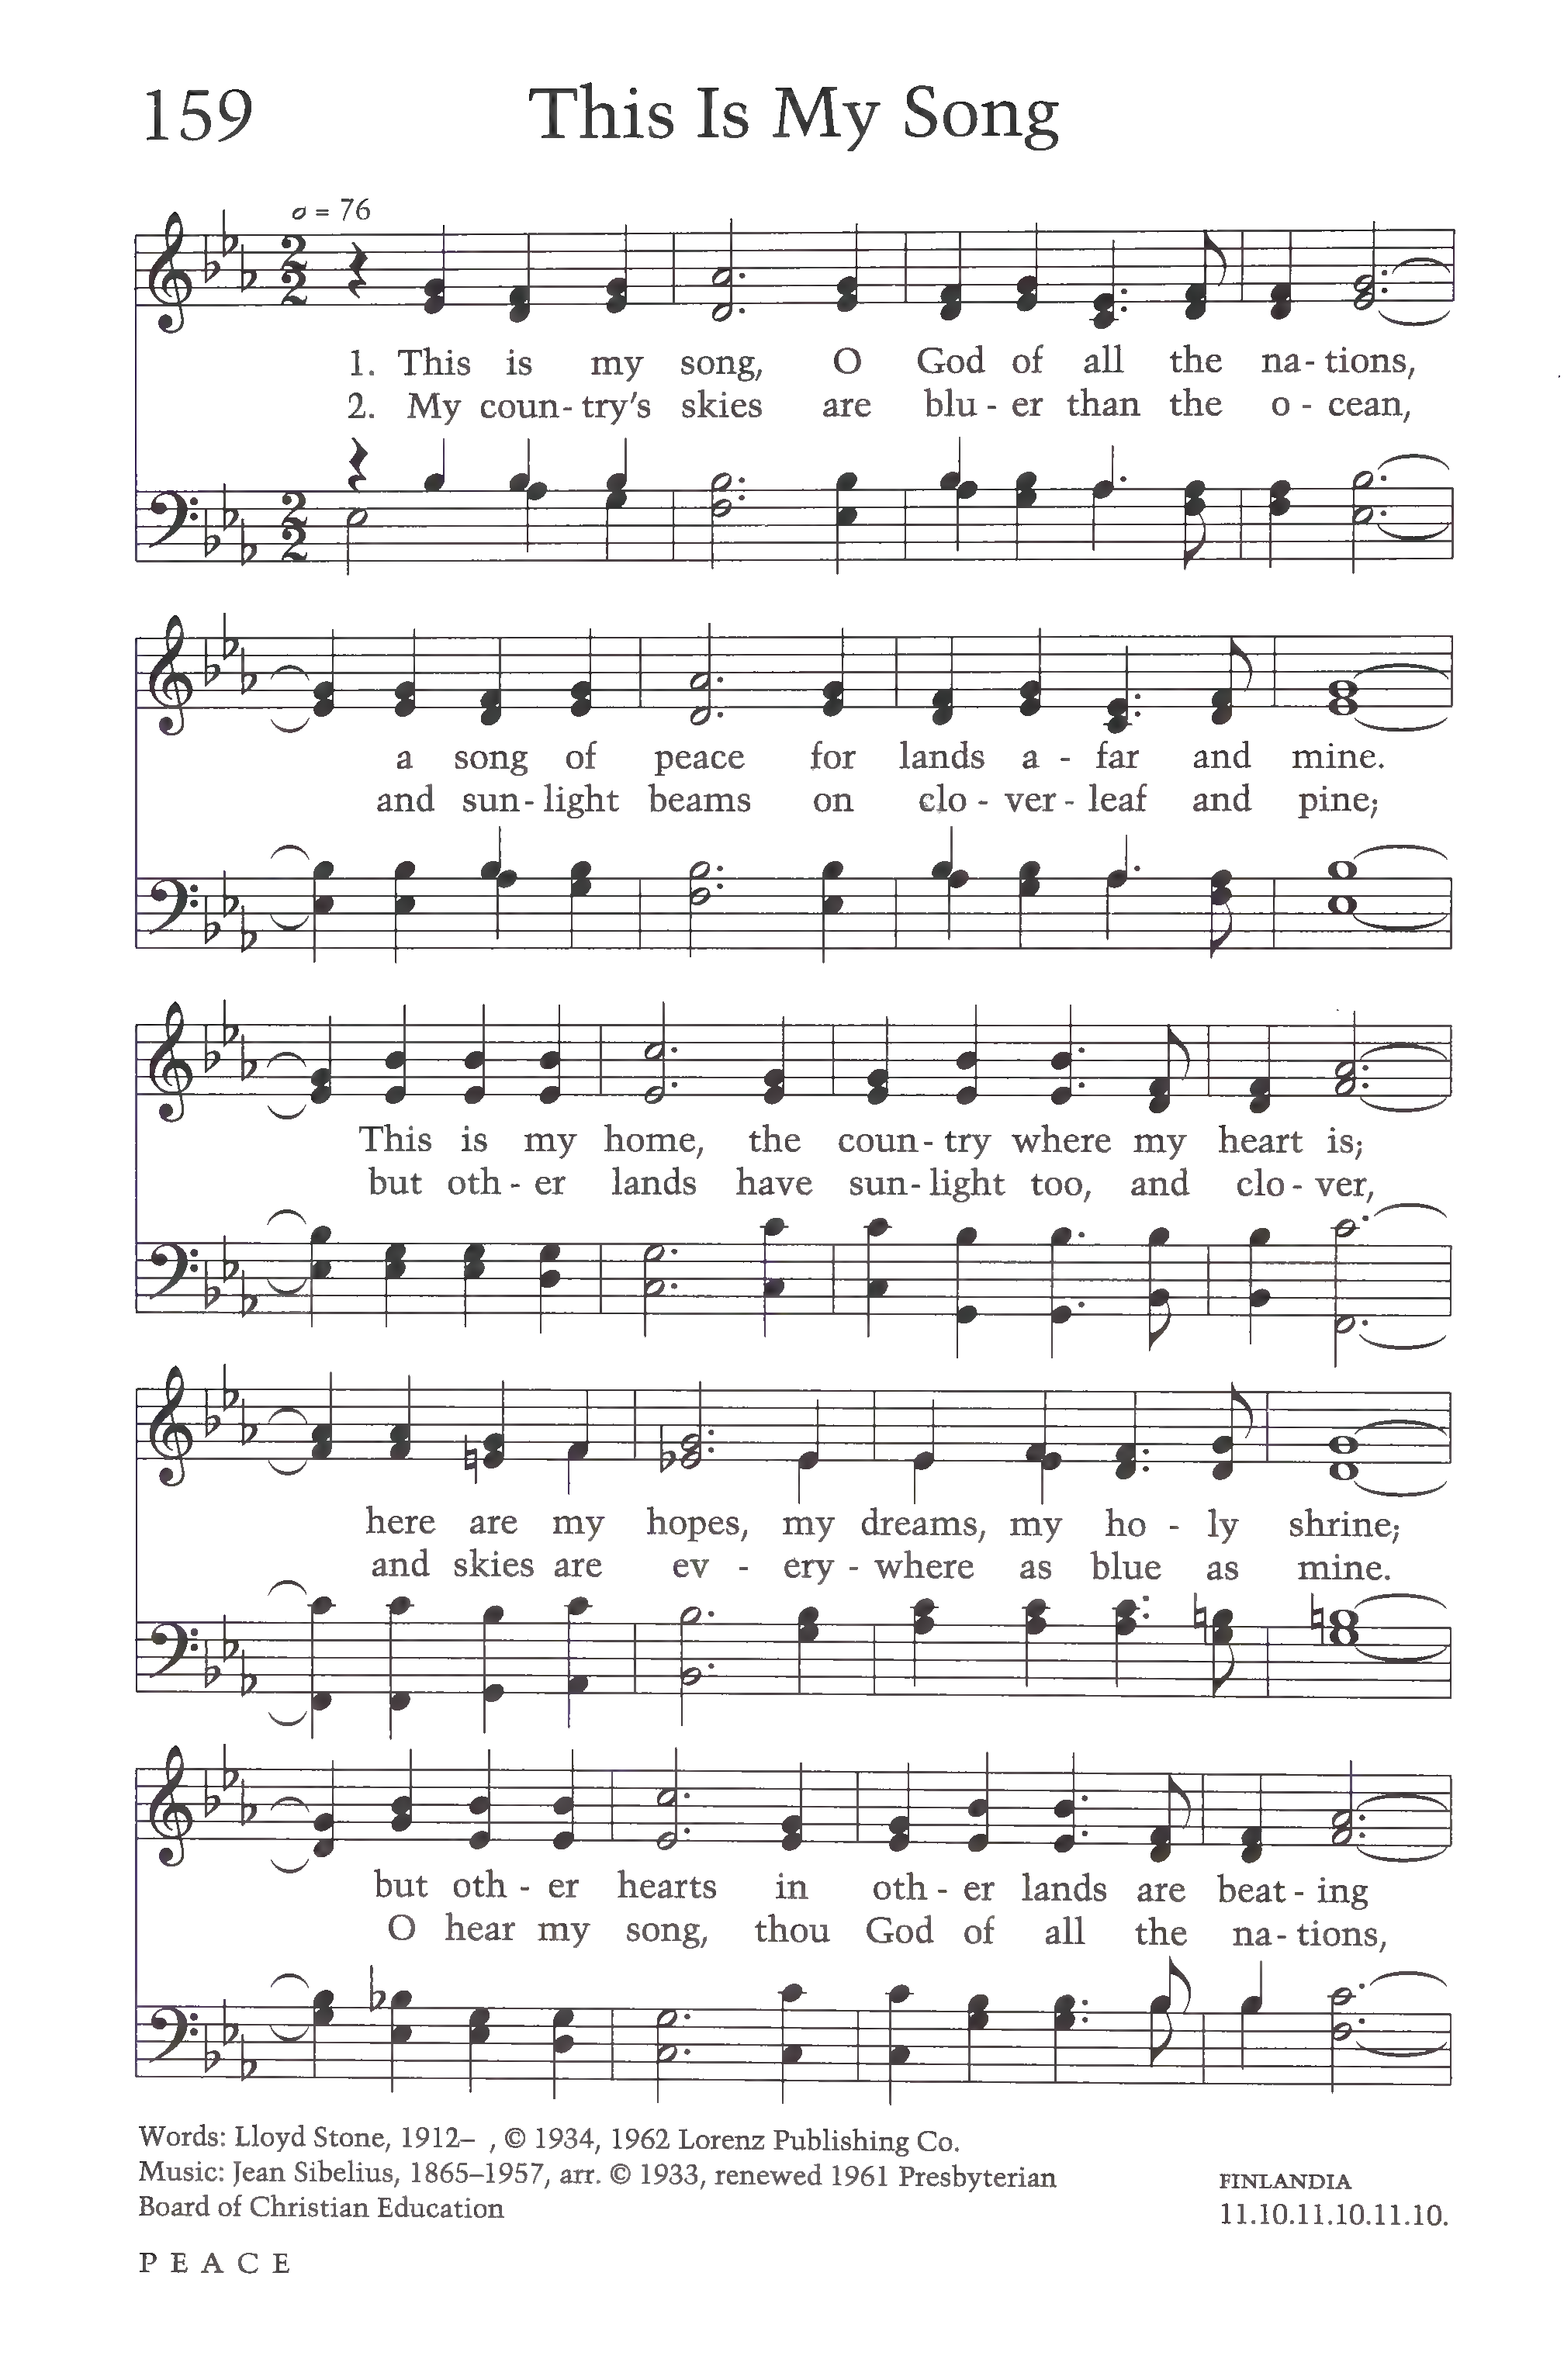 159 This Is My Song
= 76
1. This is my song, O God of all the na- tions,
2. My coun- try's skies are blu - er than the o - cean,
a song of peace for lands a - far and mine.
and sun- light beams on clo - ver - leaf and pine;
This is my home, the coun- try where my heart is;
but oth - er lands have sun- light too, and clo - ver,
here are my hopes, my dreams, my ho - ly shrine;
and skies are ev - ery - where as blue as mine.
but oth - er hearts in oth - er lands are beat - ing
O hear my song, thou God of all the na- tions,
Words: Lloyd Stone, 1912– , © 1934, 1962 Lorenz Publishing Co.
Music: Jean Sibelius, 1865–1957, arr. © 1933, renewed 1961 Presbyterian
Board of Christian Education
FINLANDIA
11.10.11.10.11.10.
PEACE